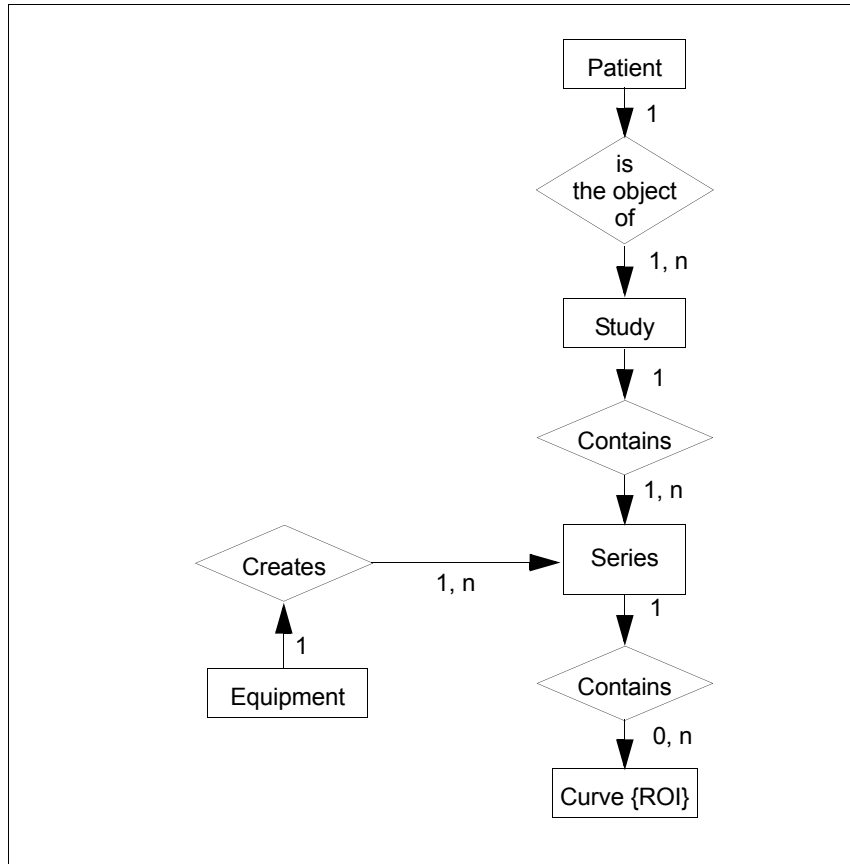 Patient
1
is
the object
of
1, n
Study
1
Contains
1, n
Creates
1, n
Series
1
1
Equipment
Contains
0, n
Curve {ROI}